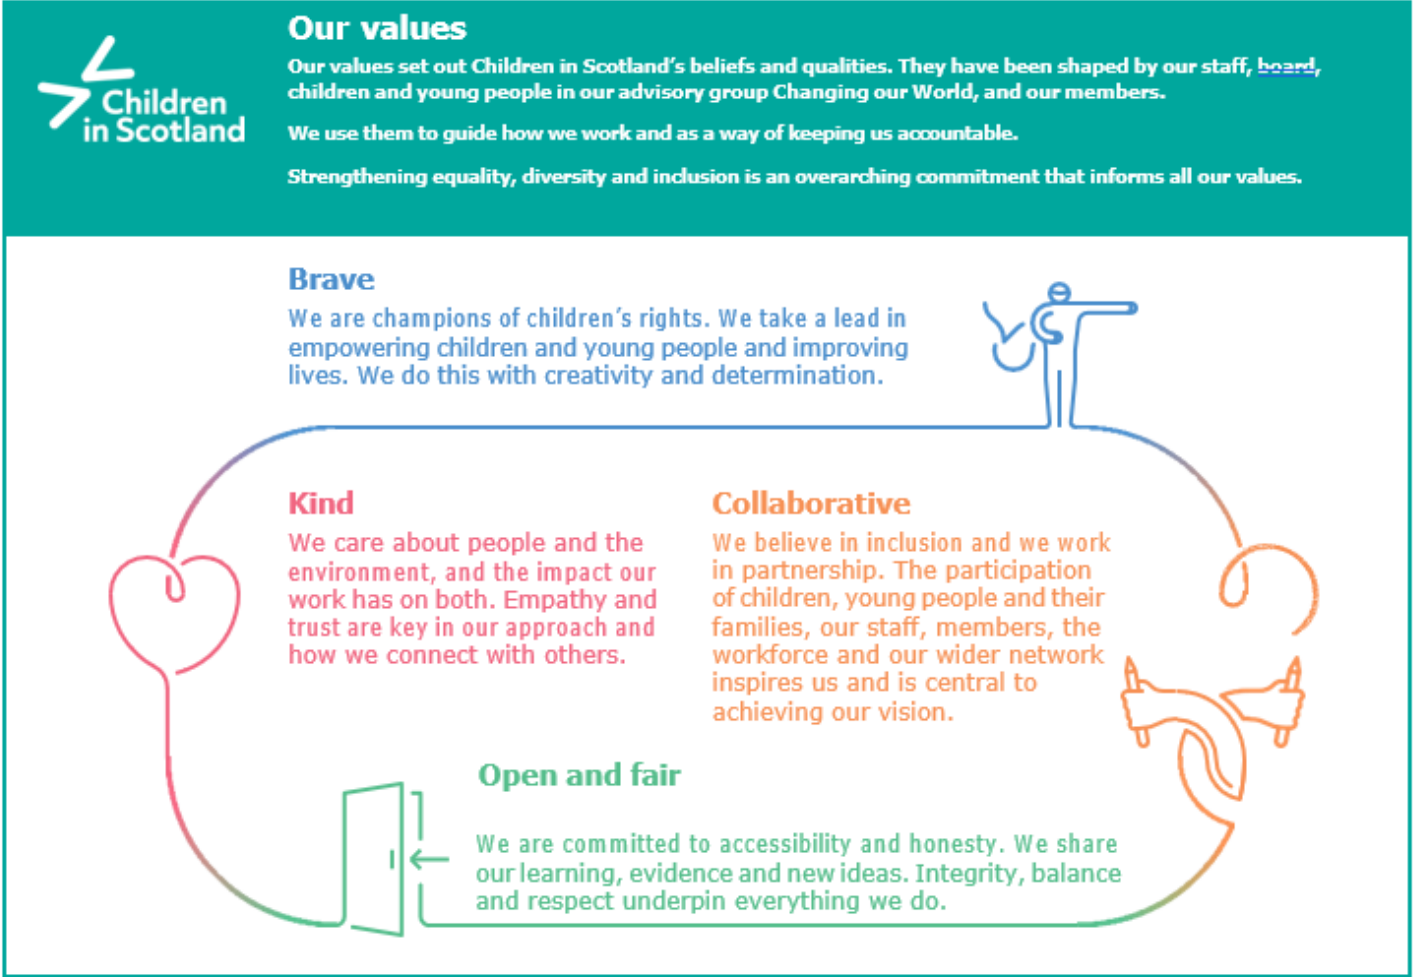 Children
in Scotland
Our values
Our values set out Children in Scotland's beliefs and qualities. They have been shaped by our staff, board,
children and young people in our advisory group Changing our World, and our members.
We use them to guide how we work and as a way of keeping us accountable.
Strengthening equality, diversity and inclusion is an overarching commitment that informs all our values.
Brave
We are champions of children's rights. We take a lead in
empowering children and young people and improving
lives. We do this with creativity and determination.
Kind
We care about people and the
environment, and the impact our
work has on both. Empathy and
trust are key in our approach and
how we connect with others.
Collaborative
We believe in inclusion and we work
in partnership. The participation
of children, young people and their
families, our staff, members, the
workforce and our wider network
inspires us and is central to
achieving our vision.
Open and fair
We are committed to accessibility and honesty. We share
our learning, evidence and new ideas. Integrity, balance
and respect underpin everything we do.